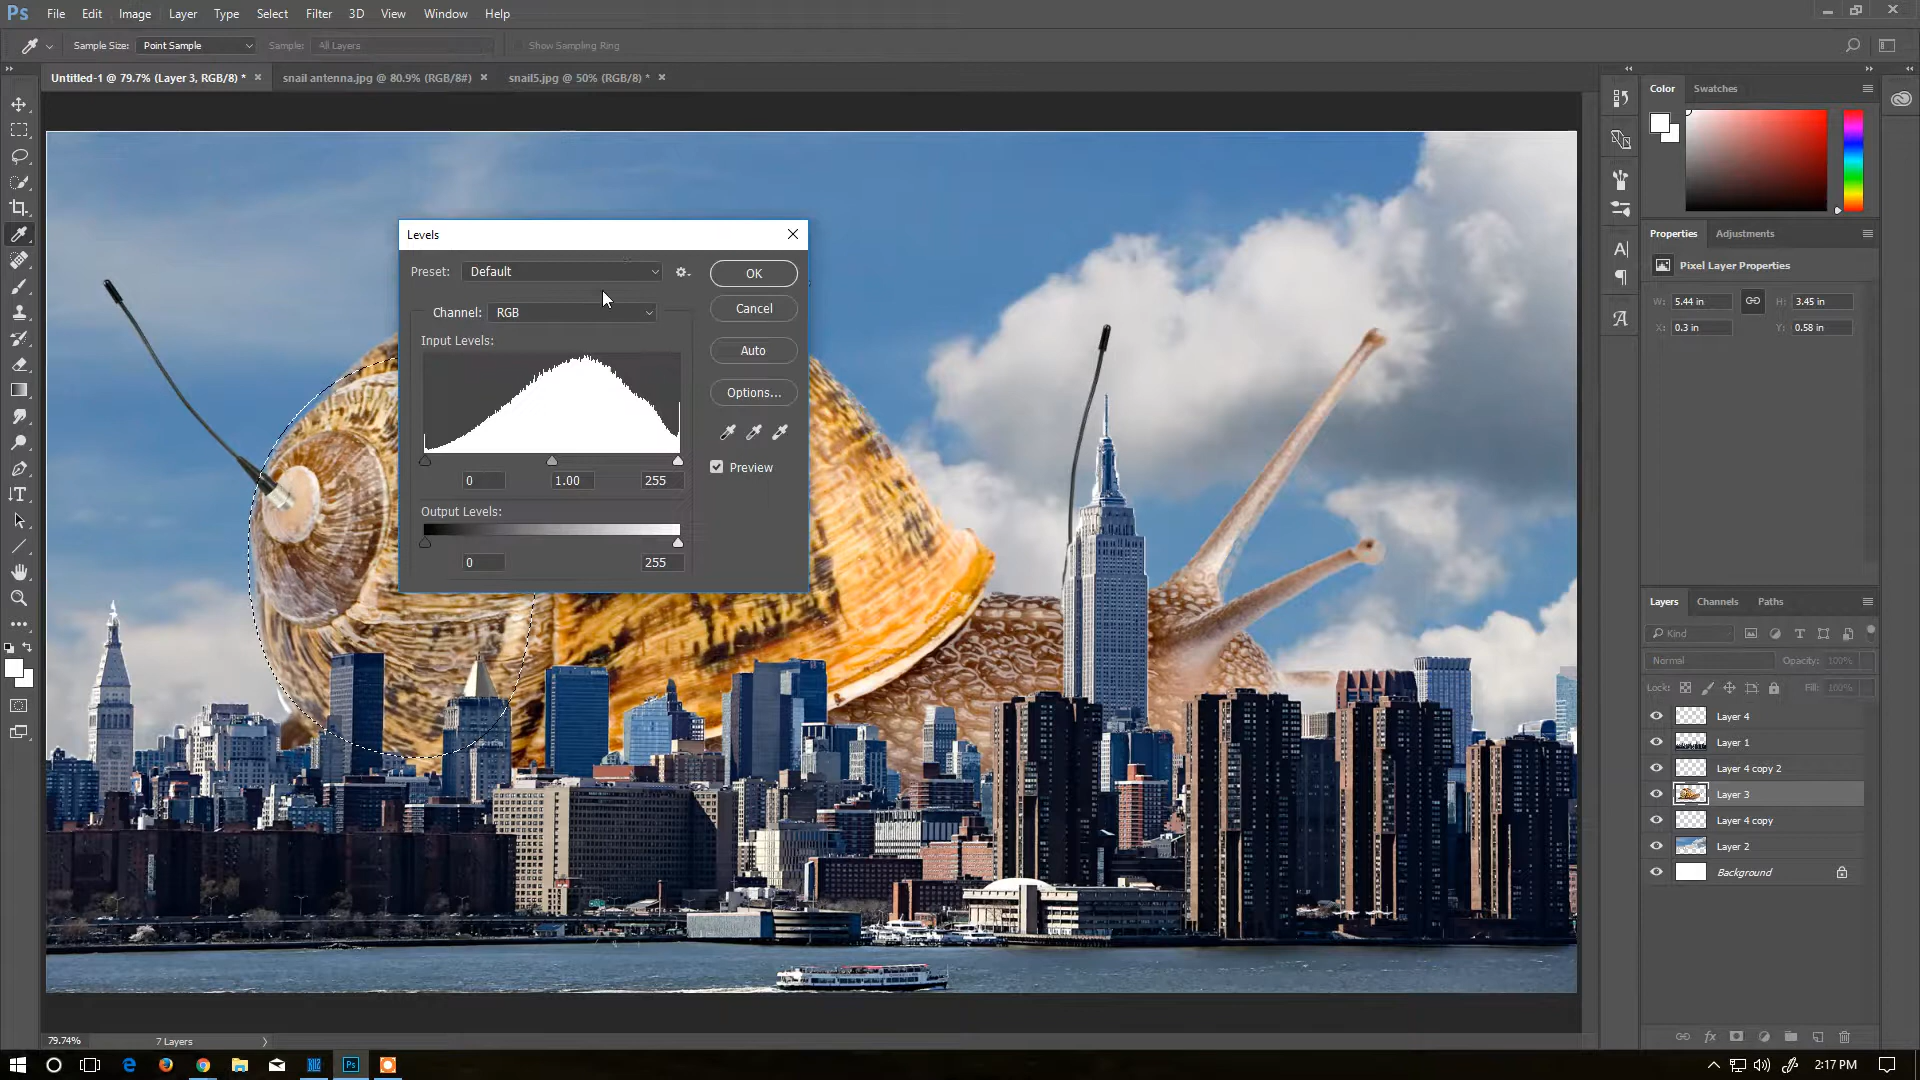 Ps File Edit Image Layer Type Select Filter 3D View Window Help
Sample Size: Point Sample Sample: All Layers Show Sampling Ring
Untitled-1 @ 79.7% (Layer 3, RGB/8) * × snail antenna.jpg @ 80.9% (RGB/8#) × snail5.jpg @ 50% (RGB/8) * ×
Color Swatches
Levels
Preset: Default
OK
Channel: RGB
Cancel
Input Levels:
Auto
Options...
0 1.00 255
Preview
Output Levels:
0 255
Properties Adjustments
Pixel Layer Properties
W: 5.44 in H: 3.45 in
X: 0.3 in Y: 0.58 in
Layers Channels Paths
Kind
Normal Opacity: 100%
Lock: Fill: 100%
Layer 4
Layer 1
Layer 4 copy 2
Layer 3
Layer 4 copy
Layer 2
Background
fx
79.74% 7 Layers
Ps
2:17 PM